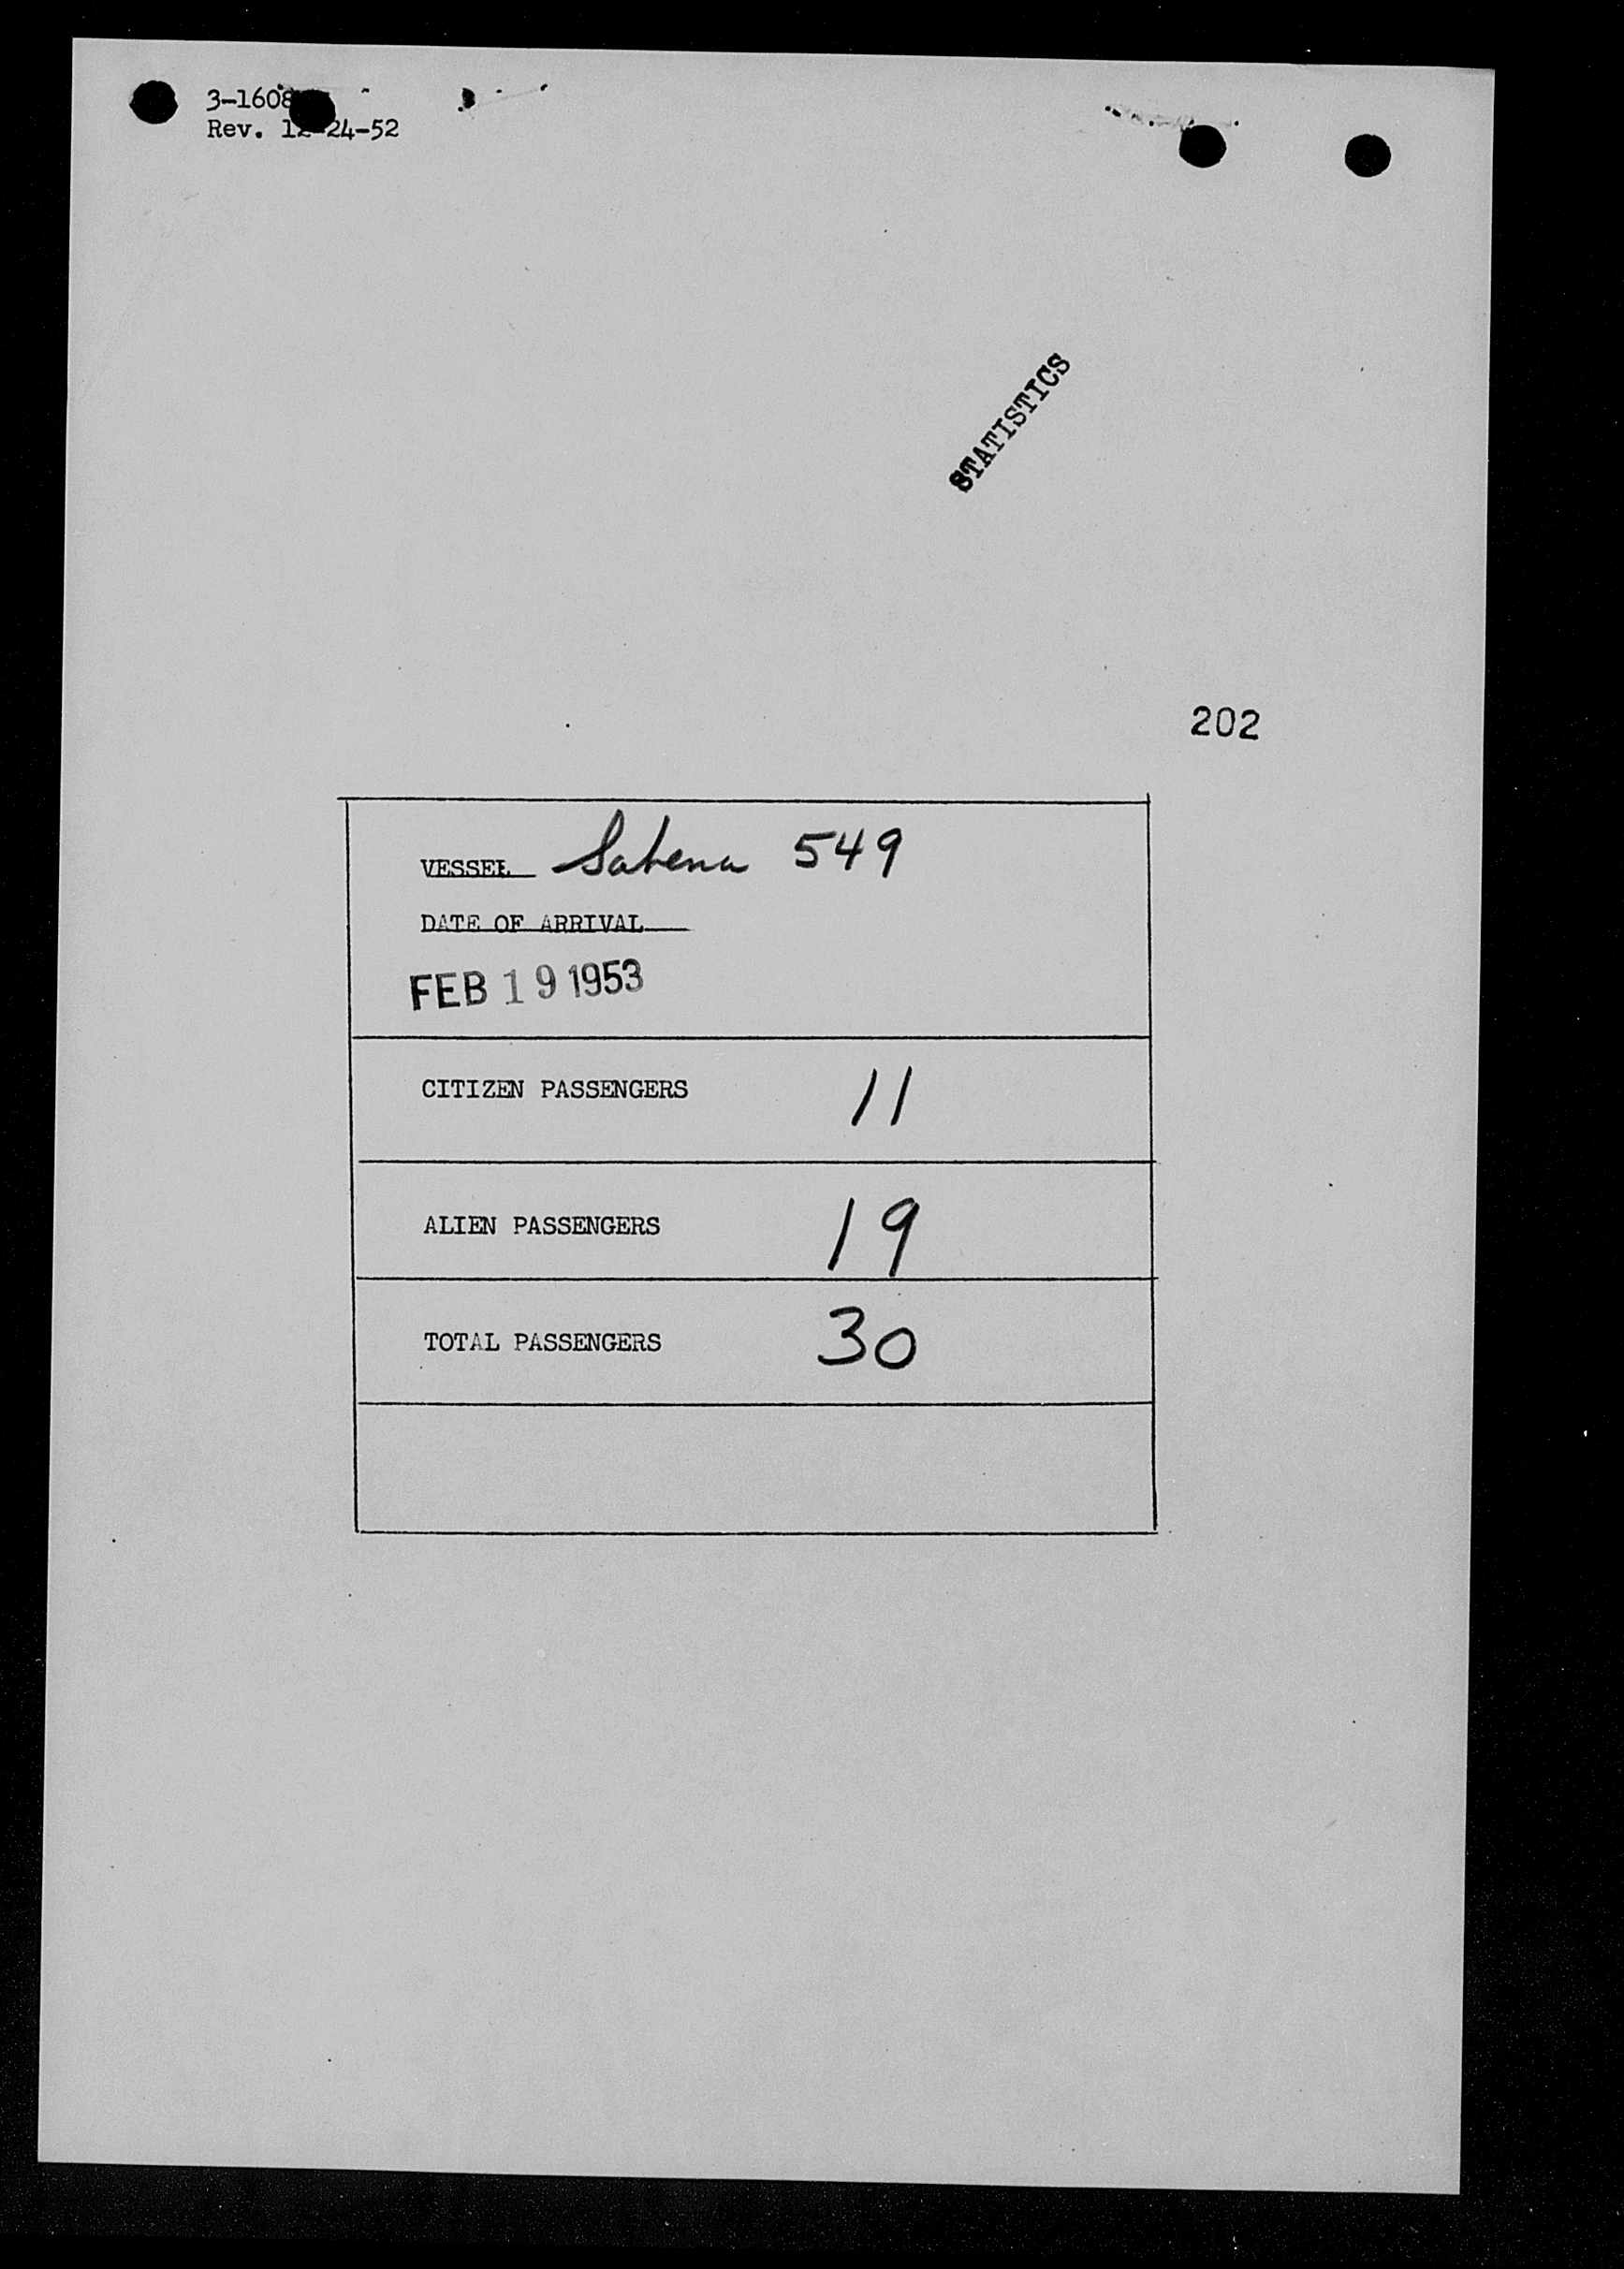 3-1608
Rev. 12-24-52
STATISTICS
202
VESSEL Sabena 549
DATE OF ARRIVAL
FEB 19 1953
CITIZEN PASSENGERS 11
ALIEN PASSENGERS 19
TOTAL PASSENGERS 30